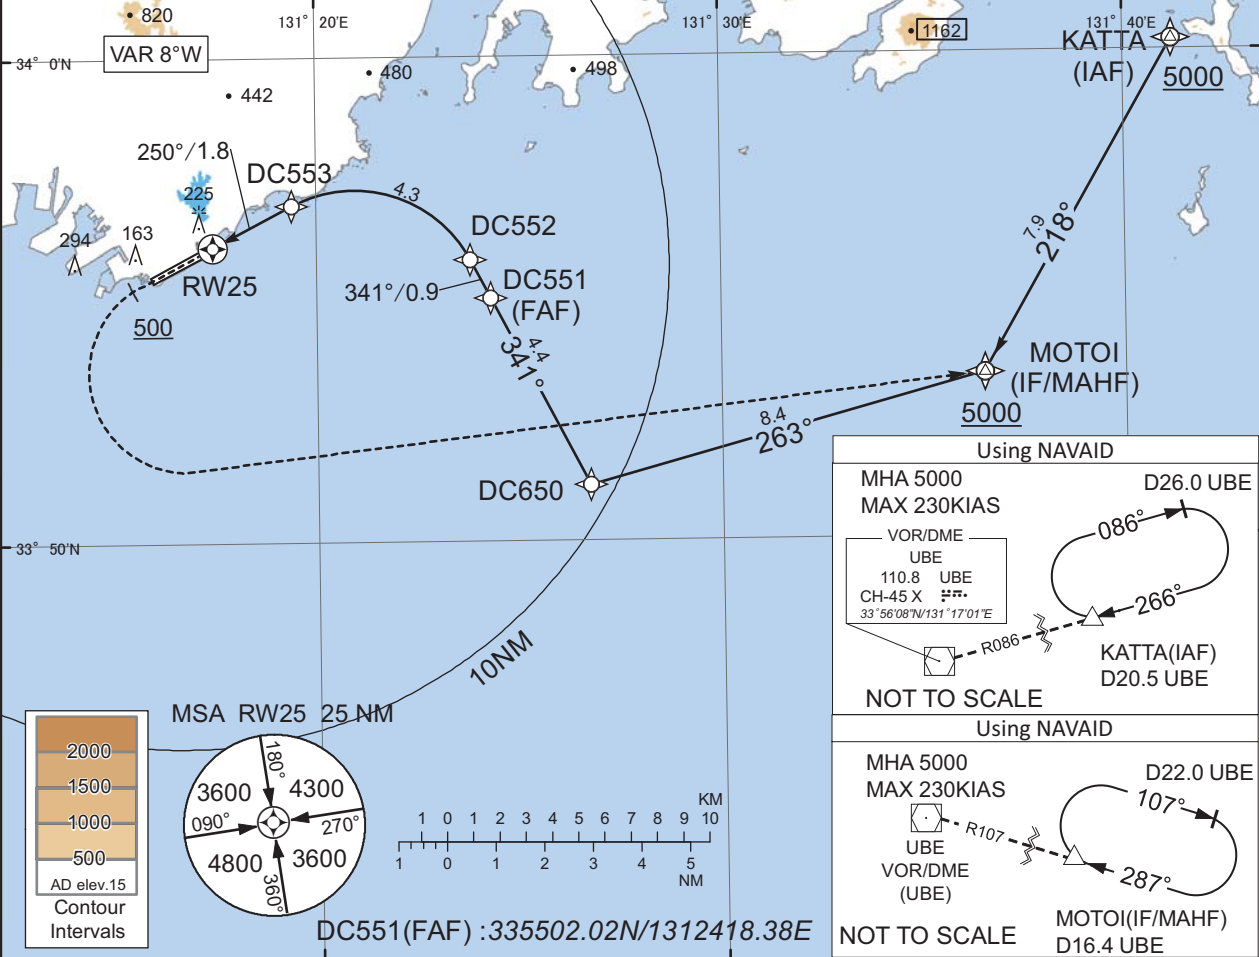 820
131° 20'E
131° 30'E
131° 40'E
1162
VAR 8°W
34° 0'N
480
498
442
KATTA
(IAF)
5000
250°/1.8
DC553
4.3
225
294
163
RW25
500
DC552
DC551
(FAF)
341°/0.9
4.4
341°
7.9
218°
MOTOI
(IF/MAHF)
5000
8.4
263°
DC650
33° 50'N
10NM
Using NAVAID
MHA 5000
MAX 230KIAS
D26.0 UBE
VOR/DME
UBE
110.8 UBE
CH-45 X
33°56'08"N/131°17'01"E
086°
266°
R086
KATTA(IAF)
D20.5 UBE
NOT TO SCALE
Using NAVAID
MHA 5000
MAX 230KIAS
D22.0 UBE
107°
R107
287°
UBE
VOR/DME
(UBE)
MOTOI(IF/MAHF)
D16.4 UBE
NOT TO SCALE
2000
1500
1000
500
AD elev.15
Contour
Intervals
MSA RW25 25 NM
180°
3600
4300
090°
270°
4800
3600
360°
KM
1 0 1 2 3 4 5 6 7 8 9 10
1 0 1 2 3 4 5
NM
DC551(FAF) :335502.02N/1312418.38E